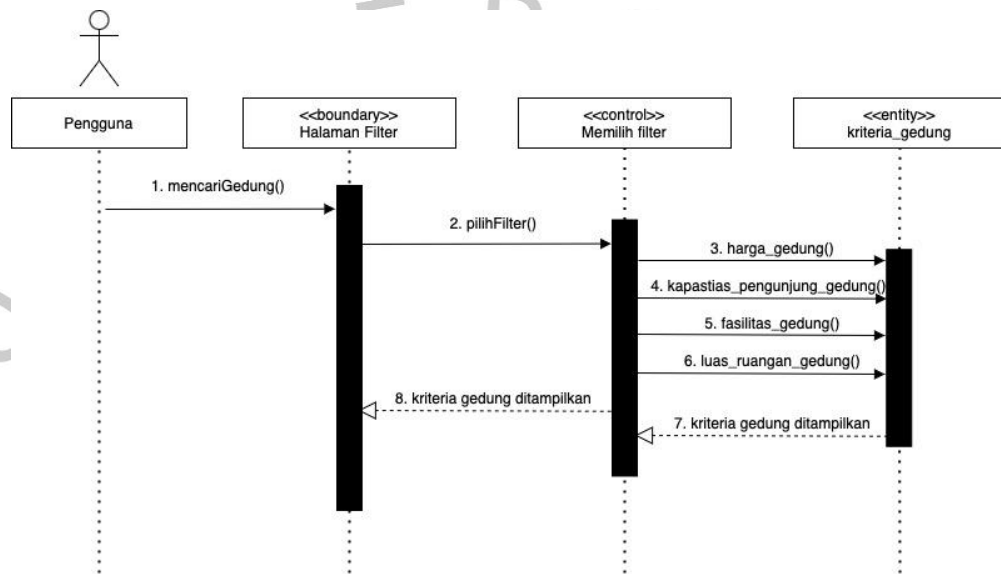 Pengguna
<<boundary>>
Halaman Filter
<<control>>
Memilih filter
<<entity>>
kriteria_gedung
1. mencariGedung()
2. pilihFilter()
3. harga_gedung()
4. kapastias_pengunjung_gedung()
5. fasilitas_gedung()
6. luas_ruangan_gedung()
8. kriteria gedung ditampilkan
7. kriteria gedung ditampilkan